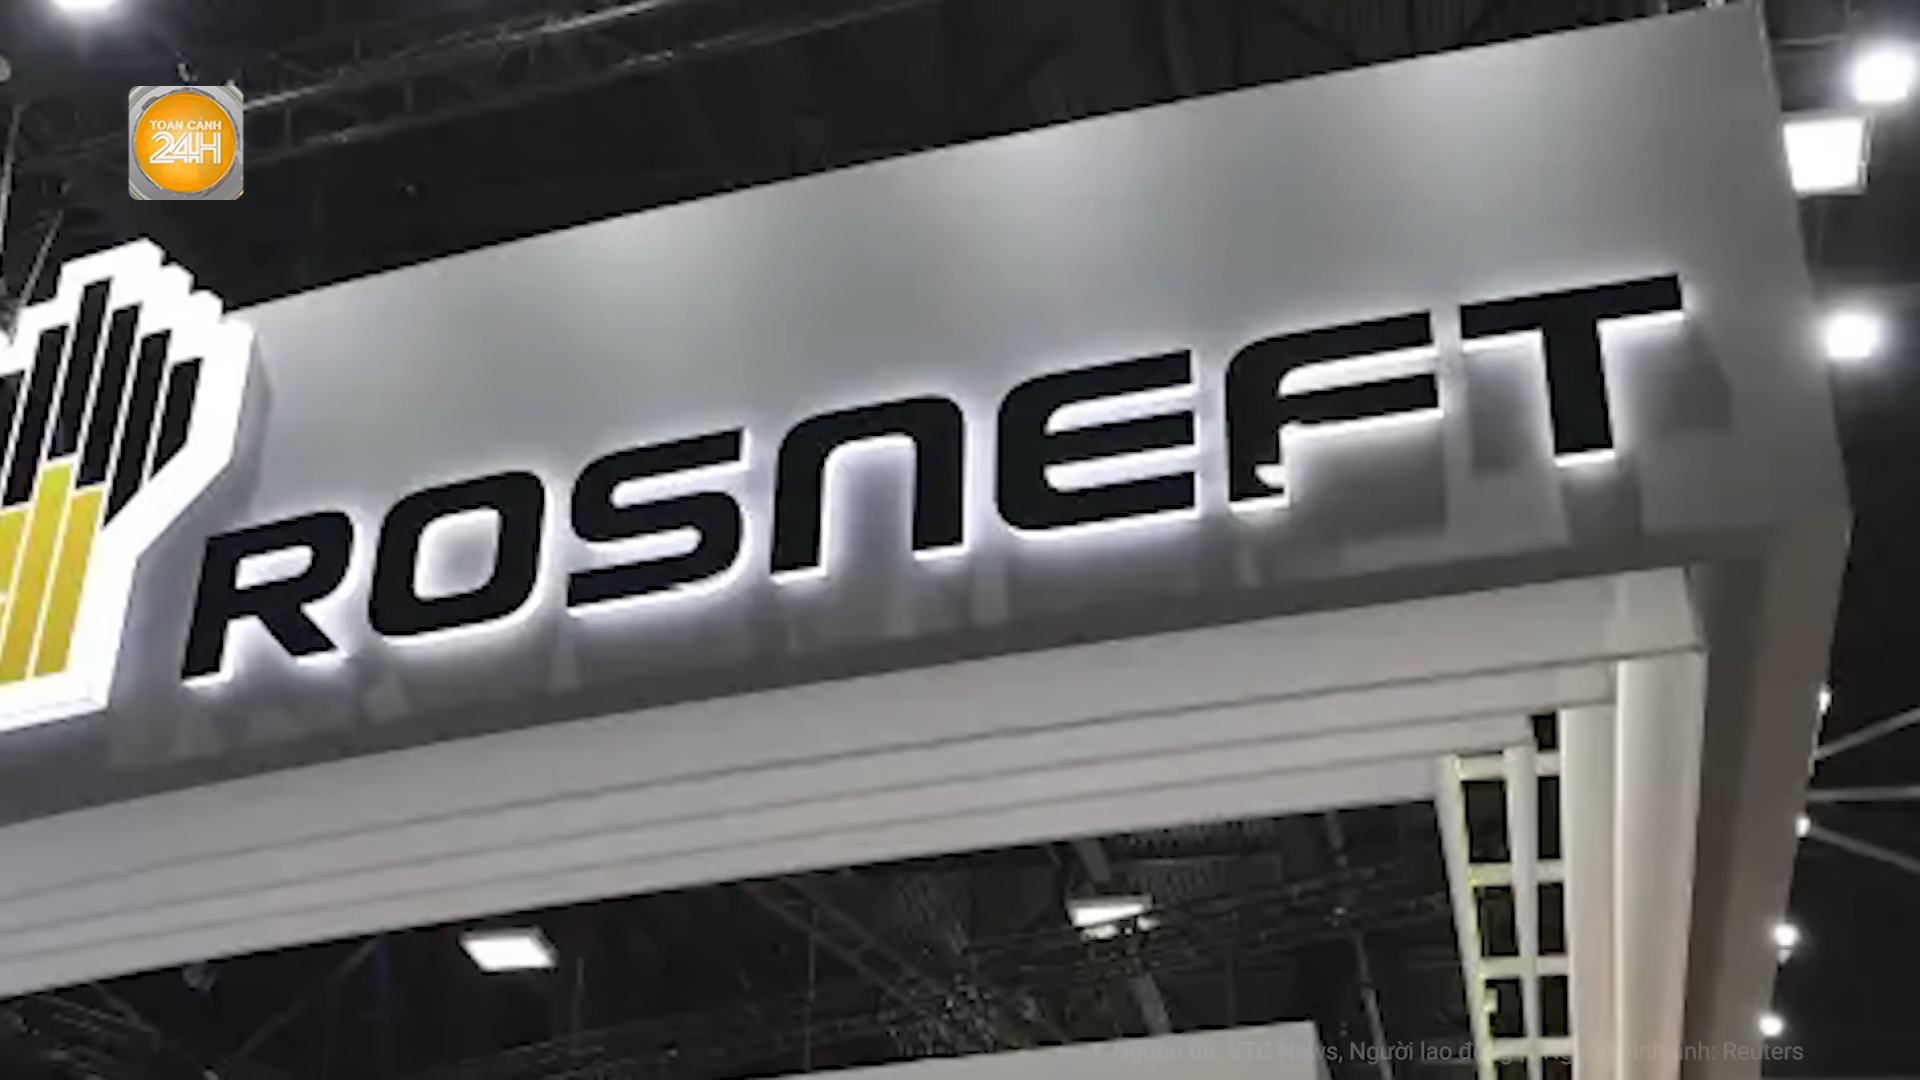 TOÀN CẢNH
24H
ROSNEFT
Nguồn tin: VTC News, Người lao ảnh: Reuters